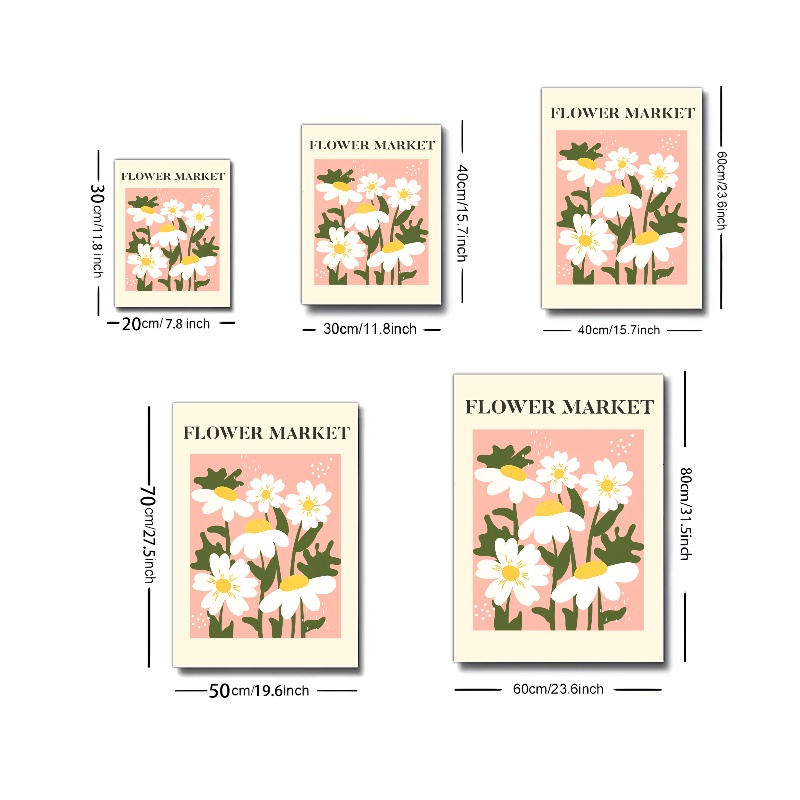 FLOWER MARKET
30cm/11.8 inch
20cm/ 7.8 inch
FLOWER MARKET
40cm/15.7inch
30cm/11.8inch
FLOWER MARKET
60cm/23.6inch
40cm/15.7inch
FLOWER MARKET
70cm/27.5inch
50cm/19.6inch
FLOWER MARKET
80cm/31.5inch
60cm/23.6inch